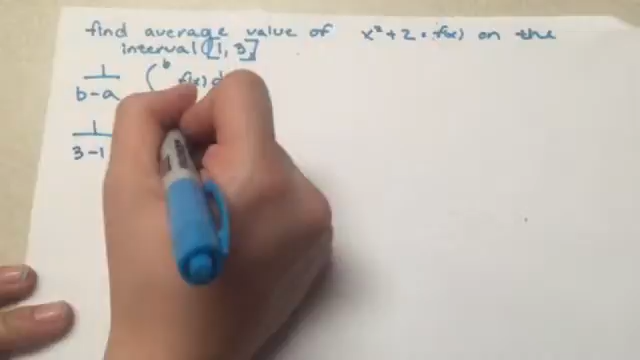 find average value of x² + 2 = f(x) on the
interval [1, 3]
1
b-a ∫ b f(x) d
1
3-1